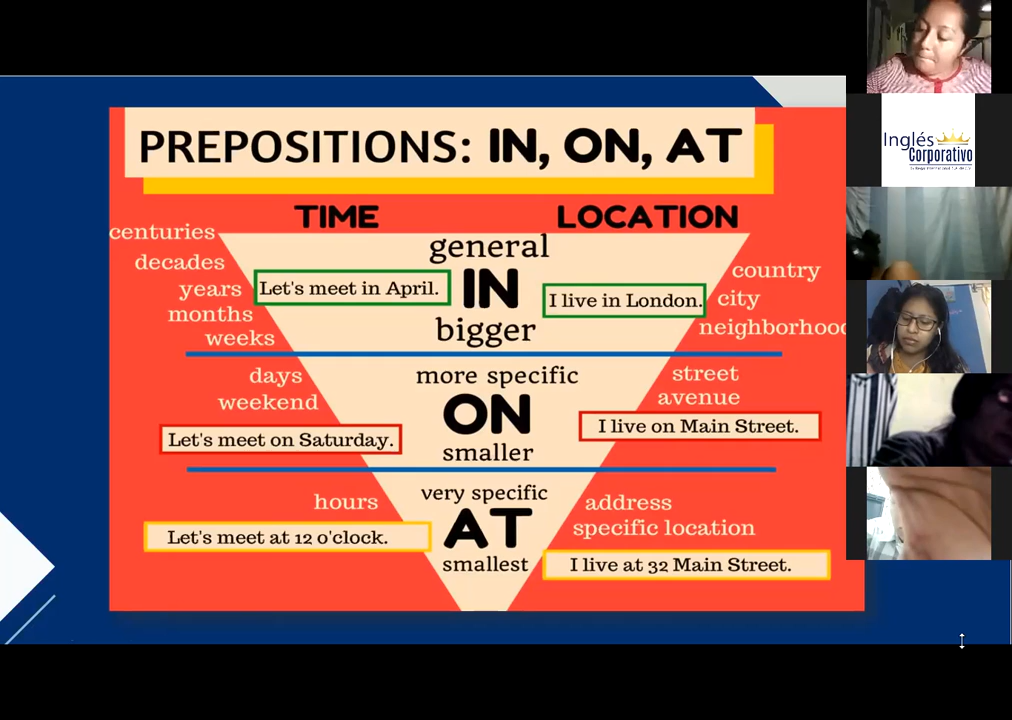 PREPOSITIONS: IN, ON, AT
TIME
LOCATION
centuries
decades
years
months
weeks
general
IN
bigger
Let's meet in April.
I live in London.
country
city
neighborhood
days
weekend
more specific
ON
smaller
Let's meet on Saturday.
street
avenue
I live on Main Street.
hours
very specific
AT
smallest
Let's meet at 12 o'clock.
address
specific location
I live at 32 Main Street.
Inglés
Corporativo